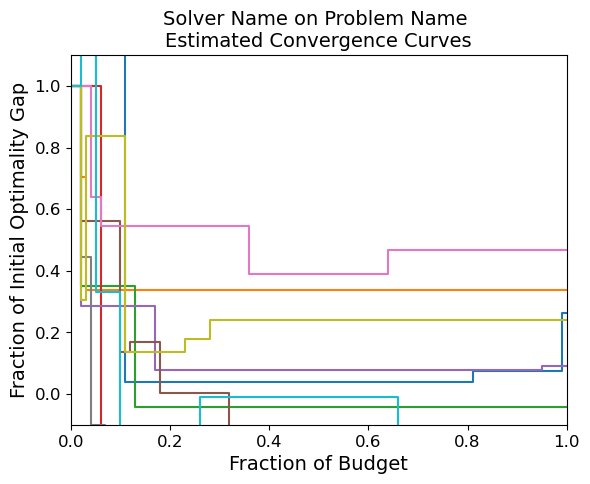 Solver Name on Problem Name
Estimated Convergence Curves
Fraction of Initial Optimality Gap
1.0
0.8
0.6
0.4
0.2
0.0
0.0 0.2 0.4 0.6 0.8 1.0
Fraction of Budget